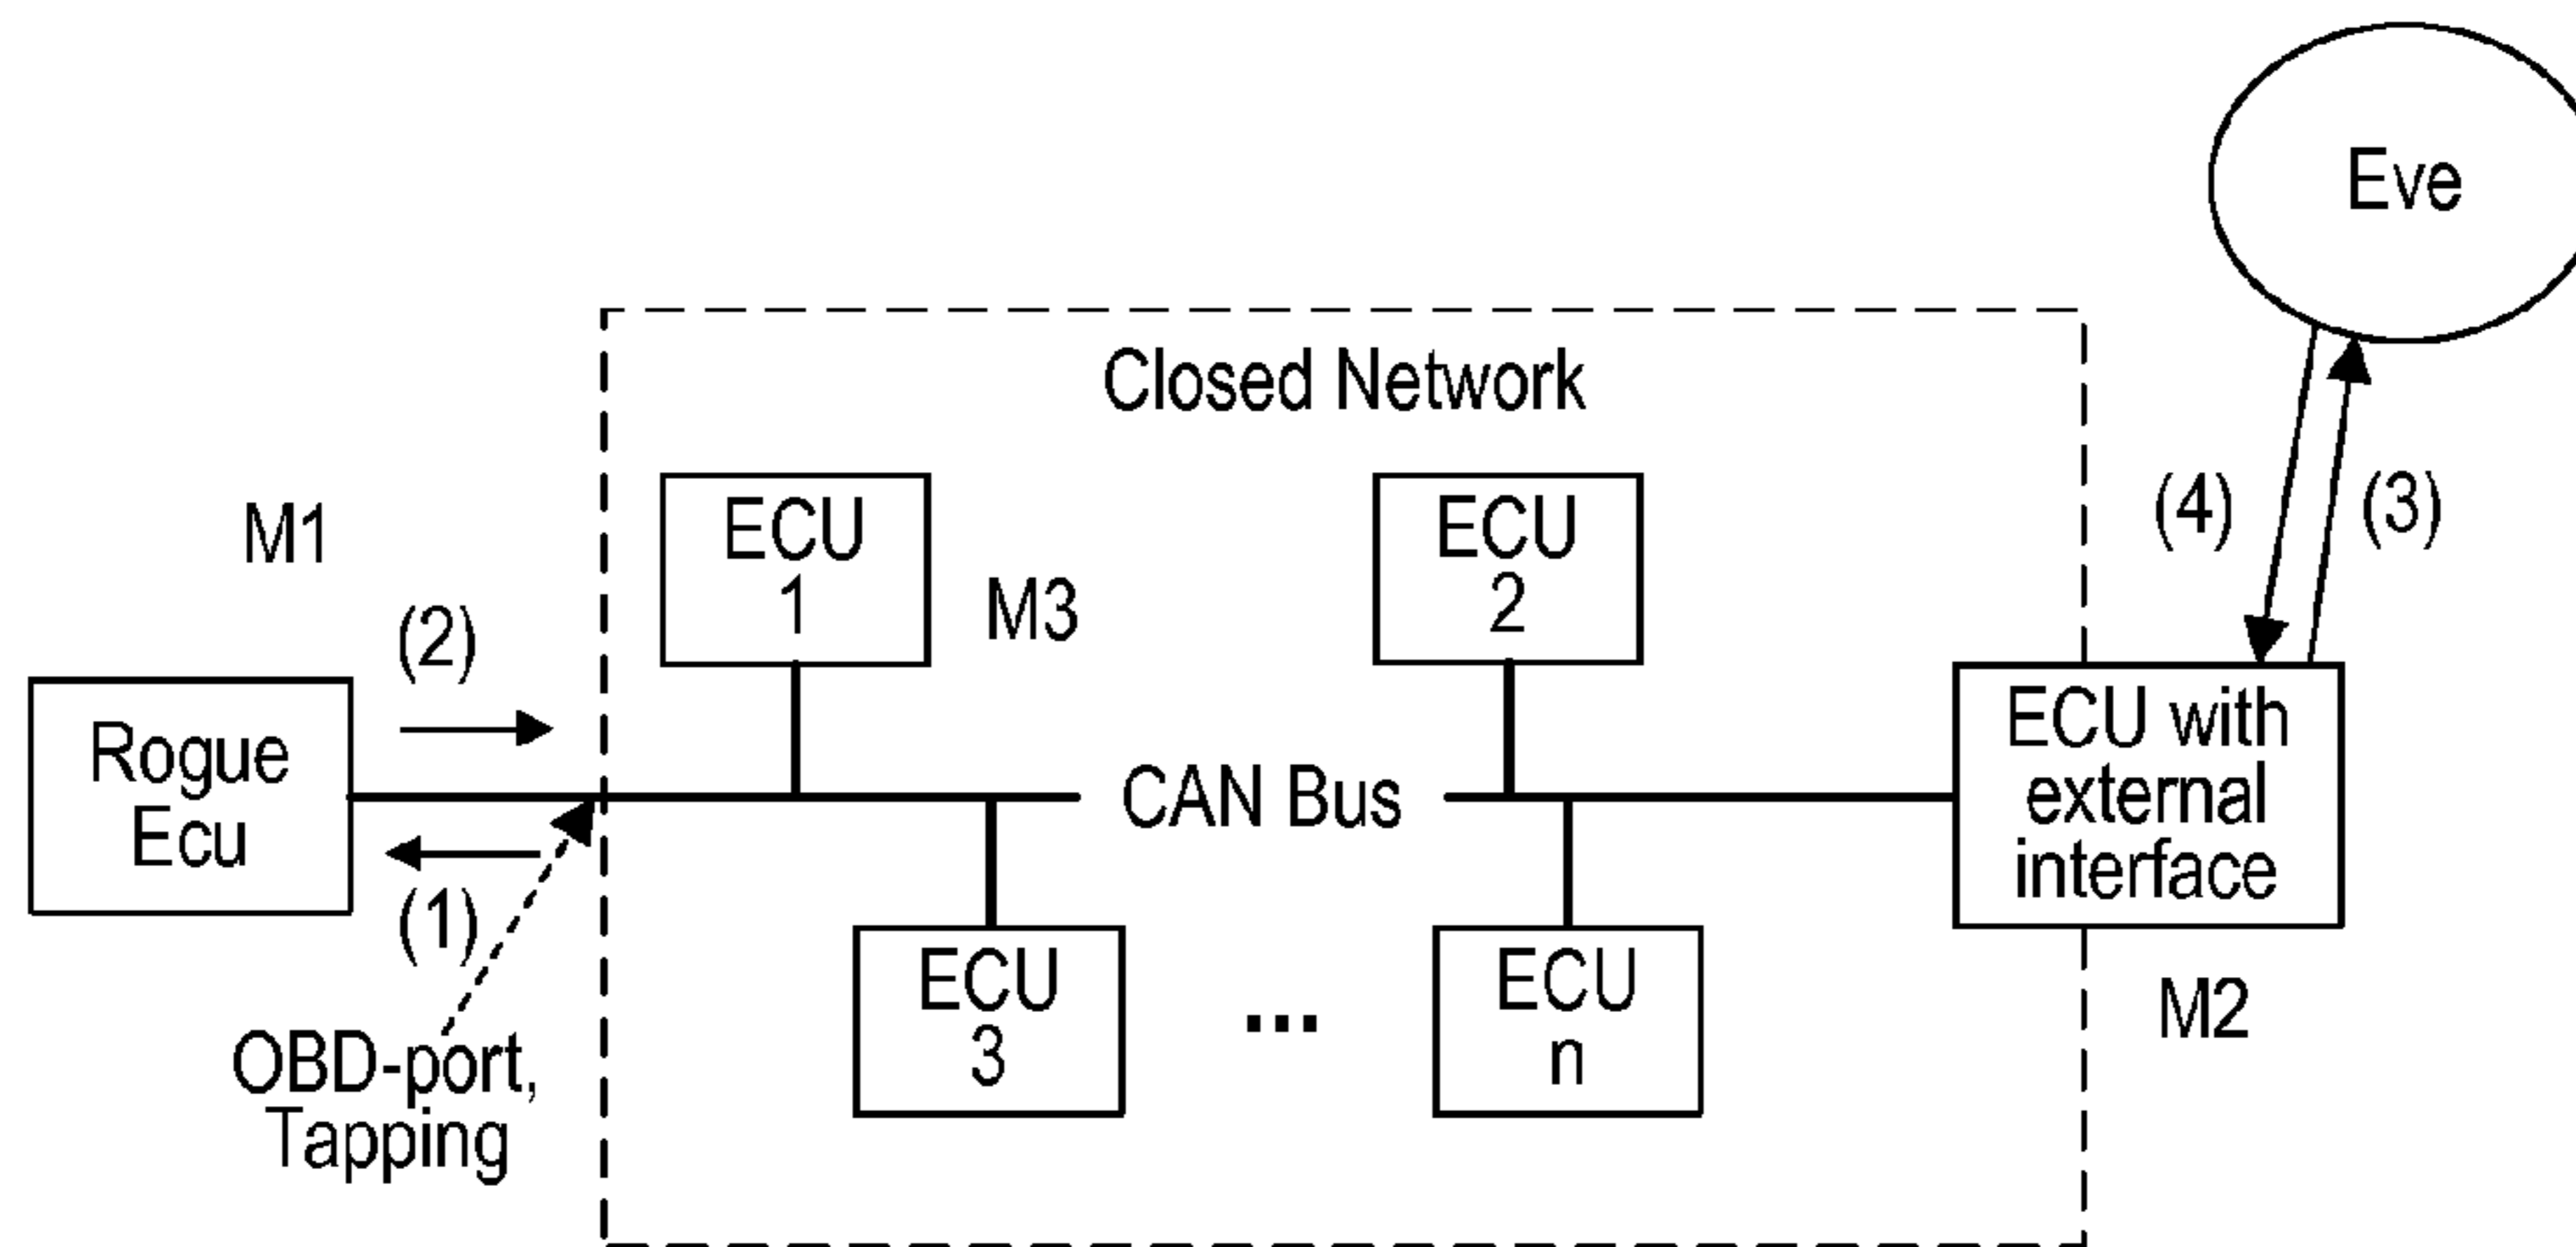 Eve
Closed Network
M1
ECU
1
M3
ECU
2
(4)
(3)
(2)
Rogue
Ecu
CAN Bus
ECU with
external
interface
(1)
ECU
3
...
ECU
n
M2
OBD-port,
Tapping